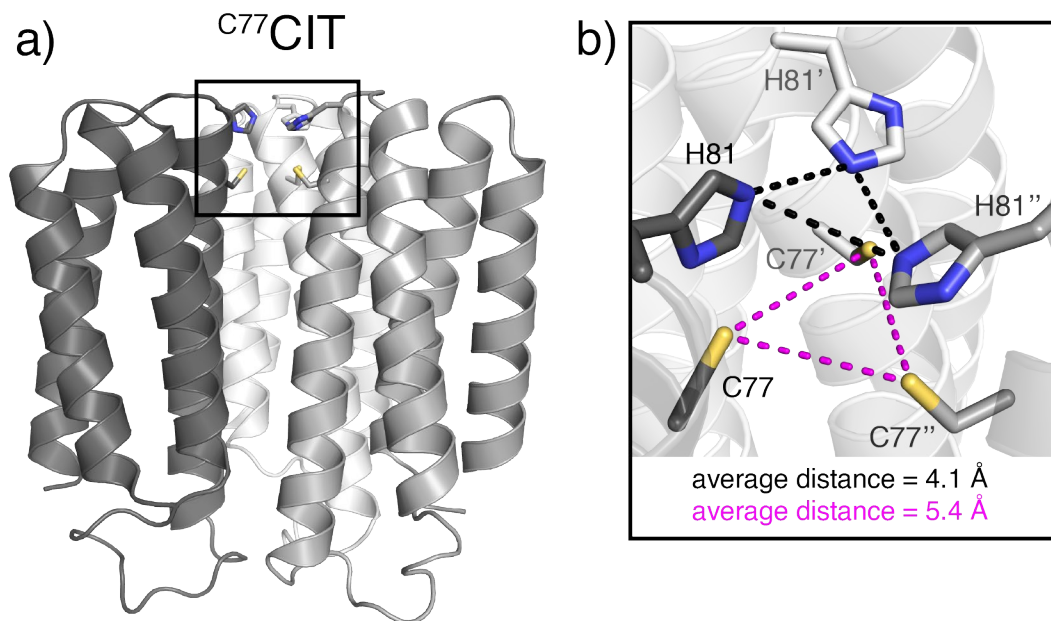 a)
C77CIT
b)
H81’
H81
H81’’
C77’
C77
C77’’
average distance = 4.1 Å
average distance = 5.4 Å